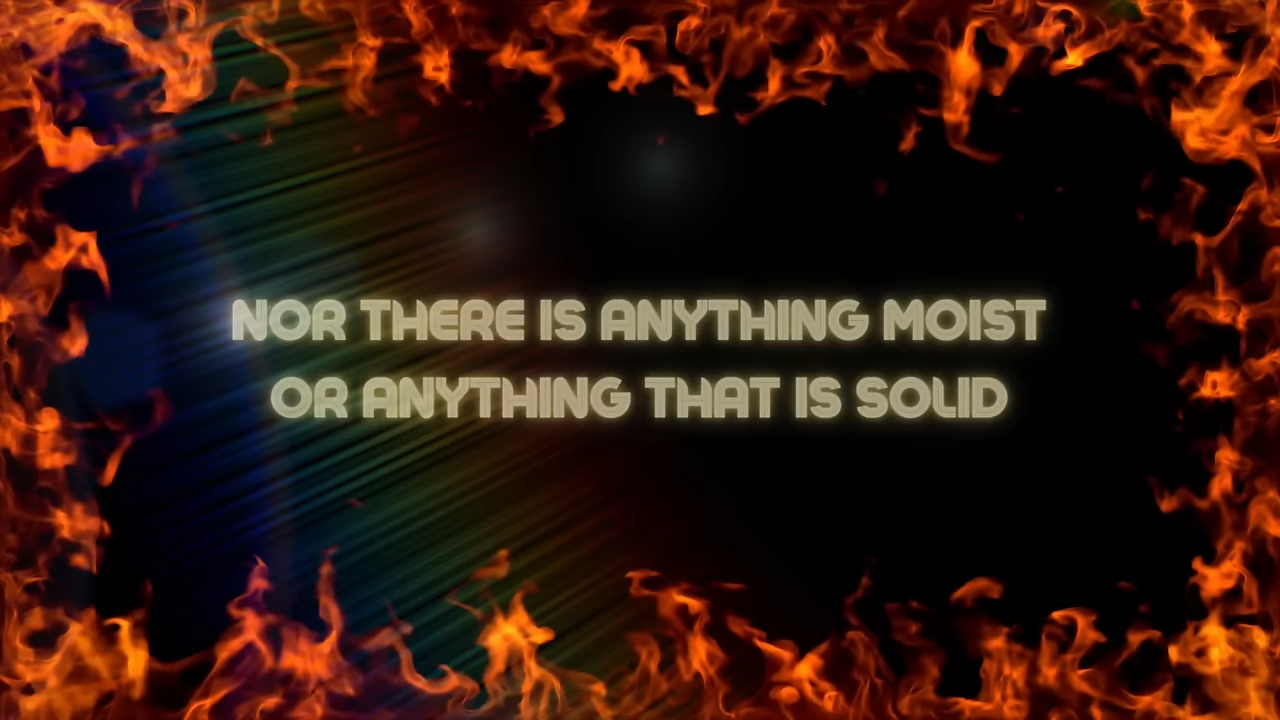 NOR THERE IS ANYTHING MOIST
OR ANYTHING THAT IS SOLID